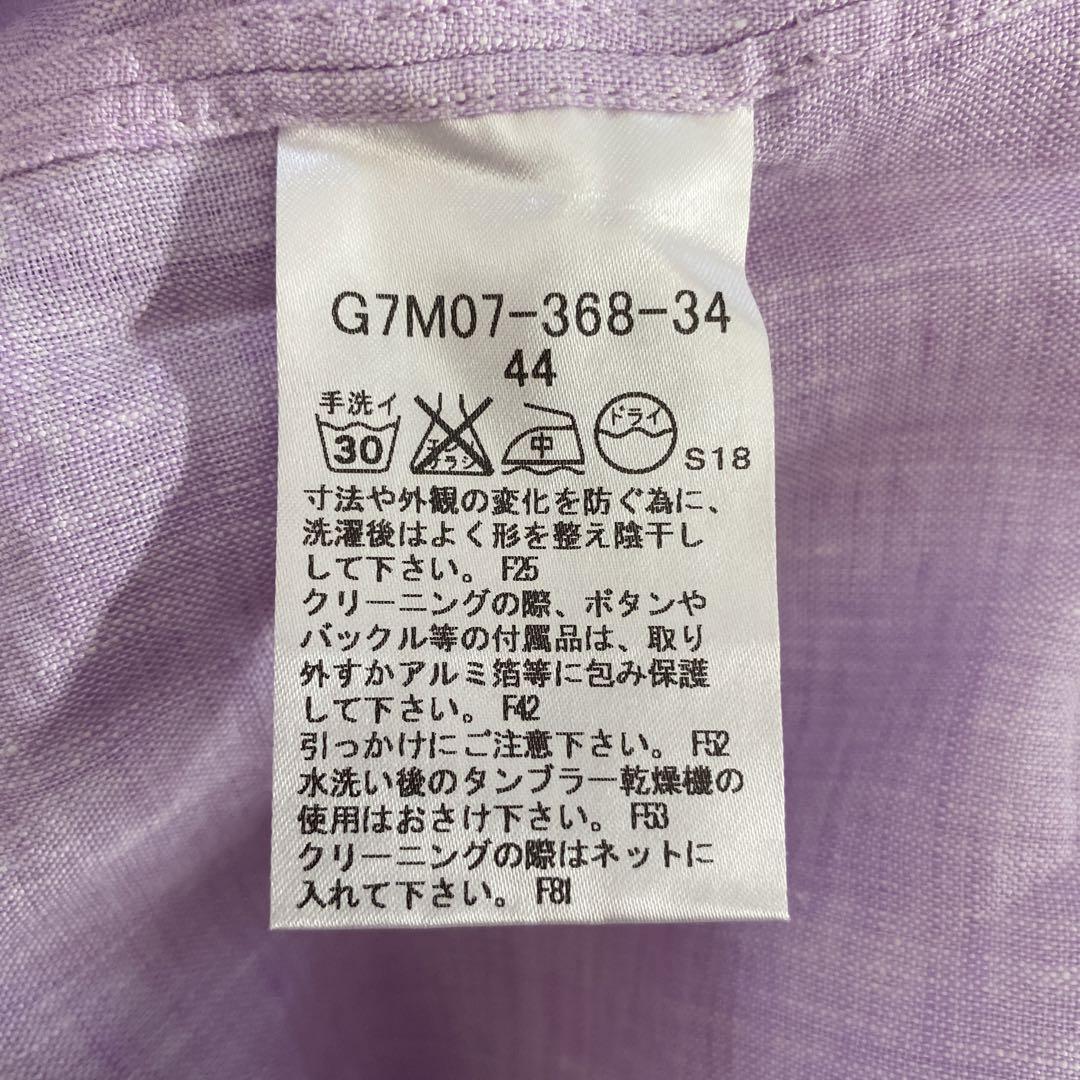 G7M07-368-34
44
手洗イ
30
エンソ
サラシ
中
ドライ
S18
寸法や外観の変化を防ぐ為に、
洗濯後はよく形を整え陰干し
して下さい。 F25
クリーニングの際、ボタンや
バックル等の付属品は、取り
外すかアルミ箔等に包み保護
して下さい。 F42
引っかけにご注意下さい。 F52
水洗い後のタンブラー乾燥機の
使用はおさけ下さい。 F53
クリーニングの際はネットに
入れて下さい。 F81